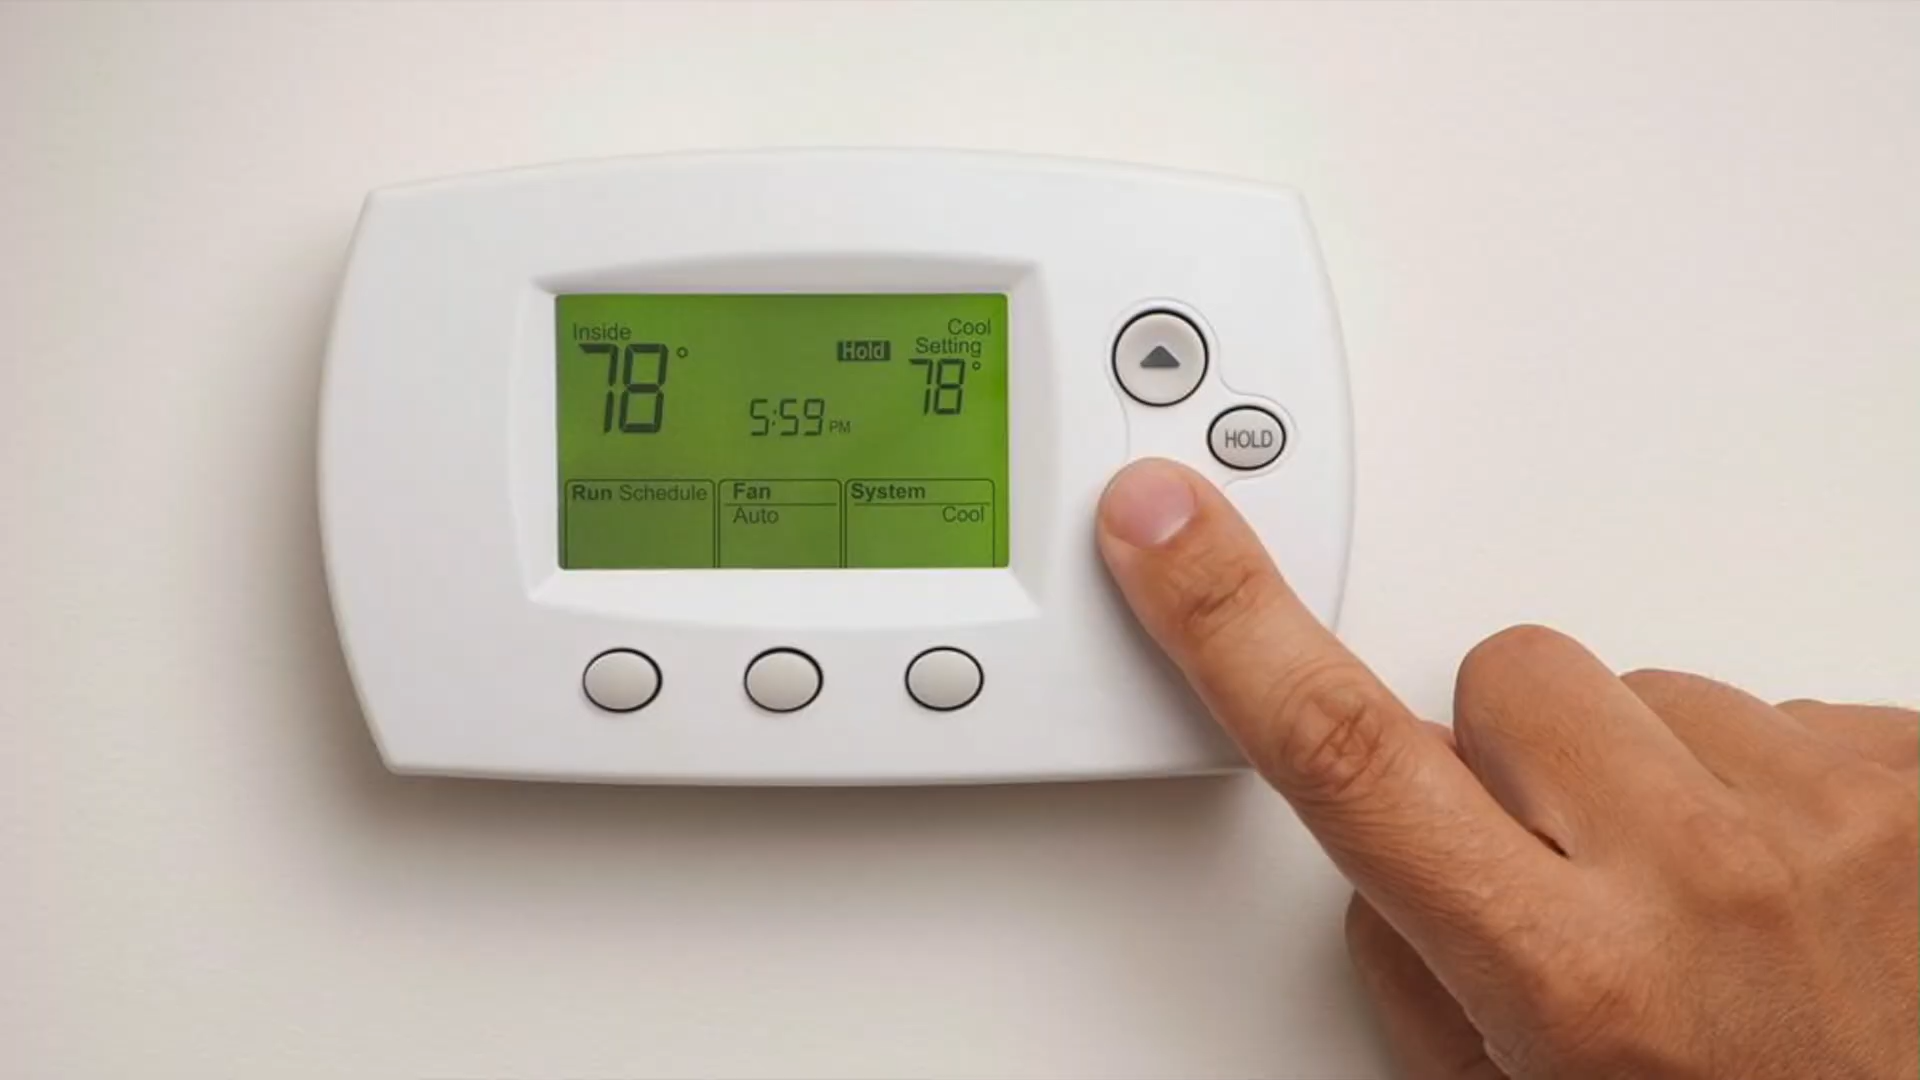 Inside
78°
Hold
Cool
Setting
78°
5:59 PM
Run Schedule
Fan
Auto
System
Cool
HOLD